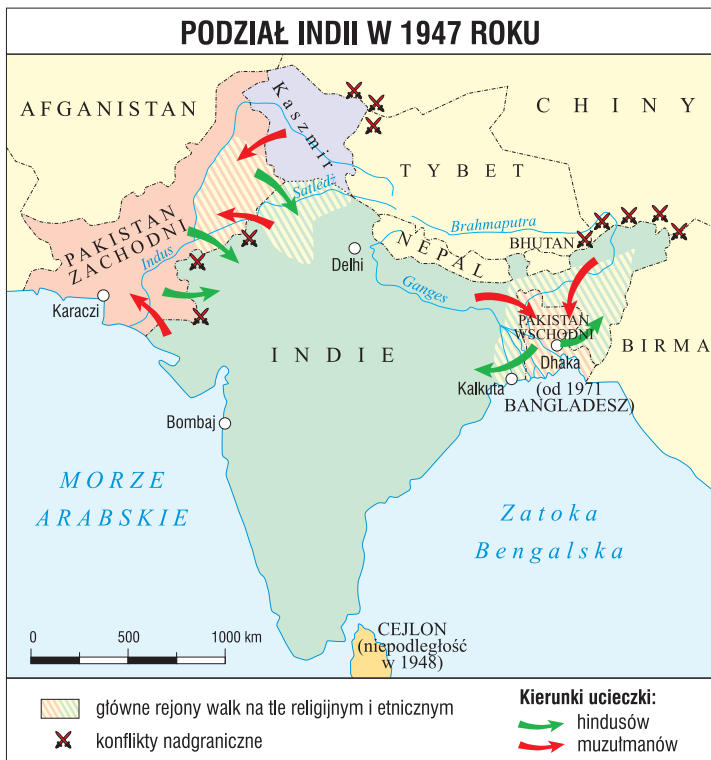 PODZIAŁ INDII W 1947 ROKU
AFGANISTAN
Kaszmir
CHINY
TYBET
Satledź
PAKISTAN
ZACHODNI
Indus
Brahmaputra
NEPAL
BHUTAN
Delhi
Ganges
Karaczi
PAKISTAN
WSCHODNI
INDIE
BIRMA
Dhaka
Kalkuta
(od 1971
BANGLADESZ)
Bombaj
MORZE
ARABSKIE
Zatoka
Bengalska
CEJLON
(niepodległość
w 1948)
0 500 1000 km
główne rejony walk na tle religijnym i etnicznym
konflikty nadgraniczne
Kierunki ucieczki:
hindusów
muzułmanów